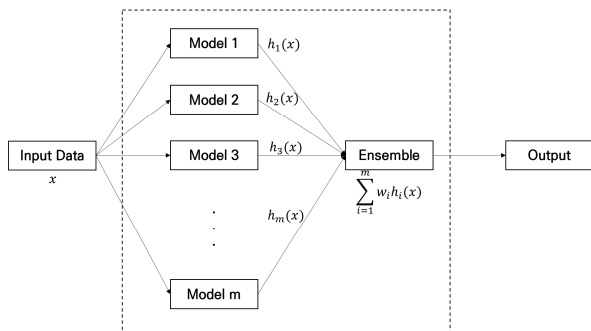 Model 1
h₁(x)
Model 2
h₂(x)
Input Data
x
Model 3
h₃(x)
Ensemble
Output
m
∑ wᵢhᵢ(x)
i=1
.
.
.
hₘ(x)
Model m